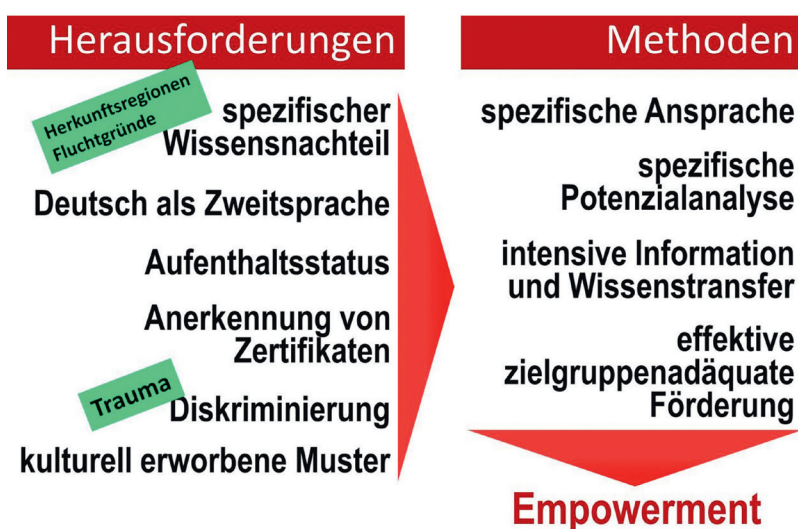 Herausforderungen
Herkunftsregionen
Fluchtgründe
spezifischer
Wissensnachteil
Deutsch als Zweitsprache
Aufenthaltsstatus
Anerkennung von
Zertifikaten
Trauma
Diskriminierung
kulturell erworbene Muster
Methoden
spezifische Ansprache
spezifische
Potenzialanalyse
intensive Information
und Wissenstransfer
effektive
zielgruppenadäquate
Förderung
Empowerment